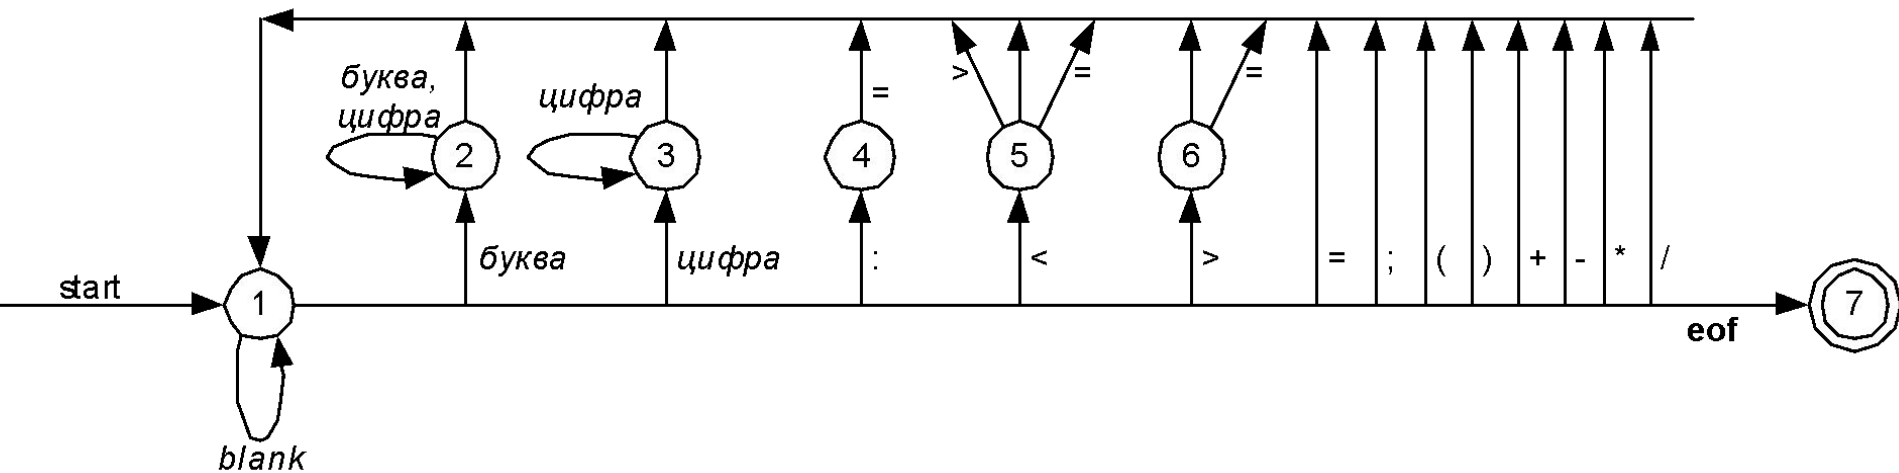 > = =
буква,
цифра
цифра
=
2 3 4 5 6
буква цифра : < > = ; ( ) + - * /
start
1
7
eof
blank